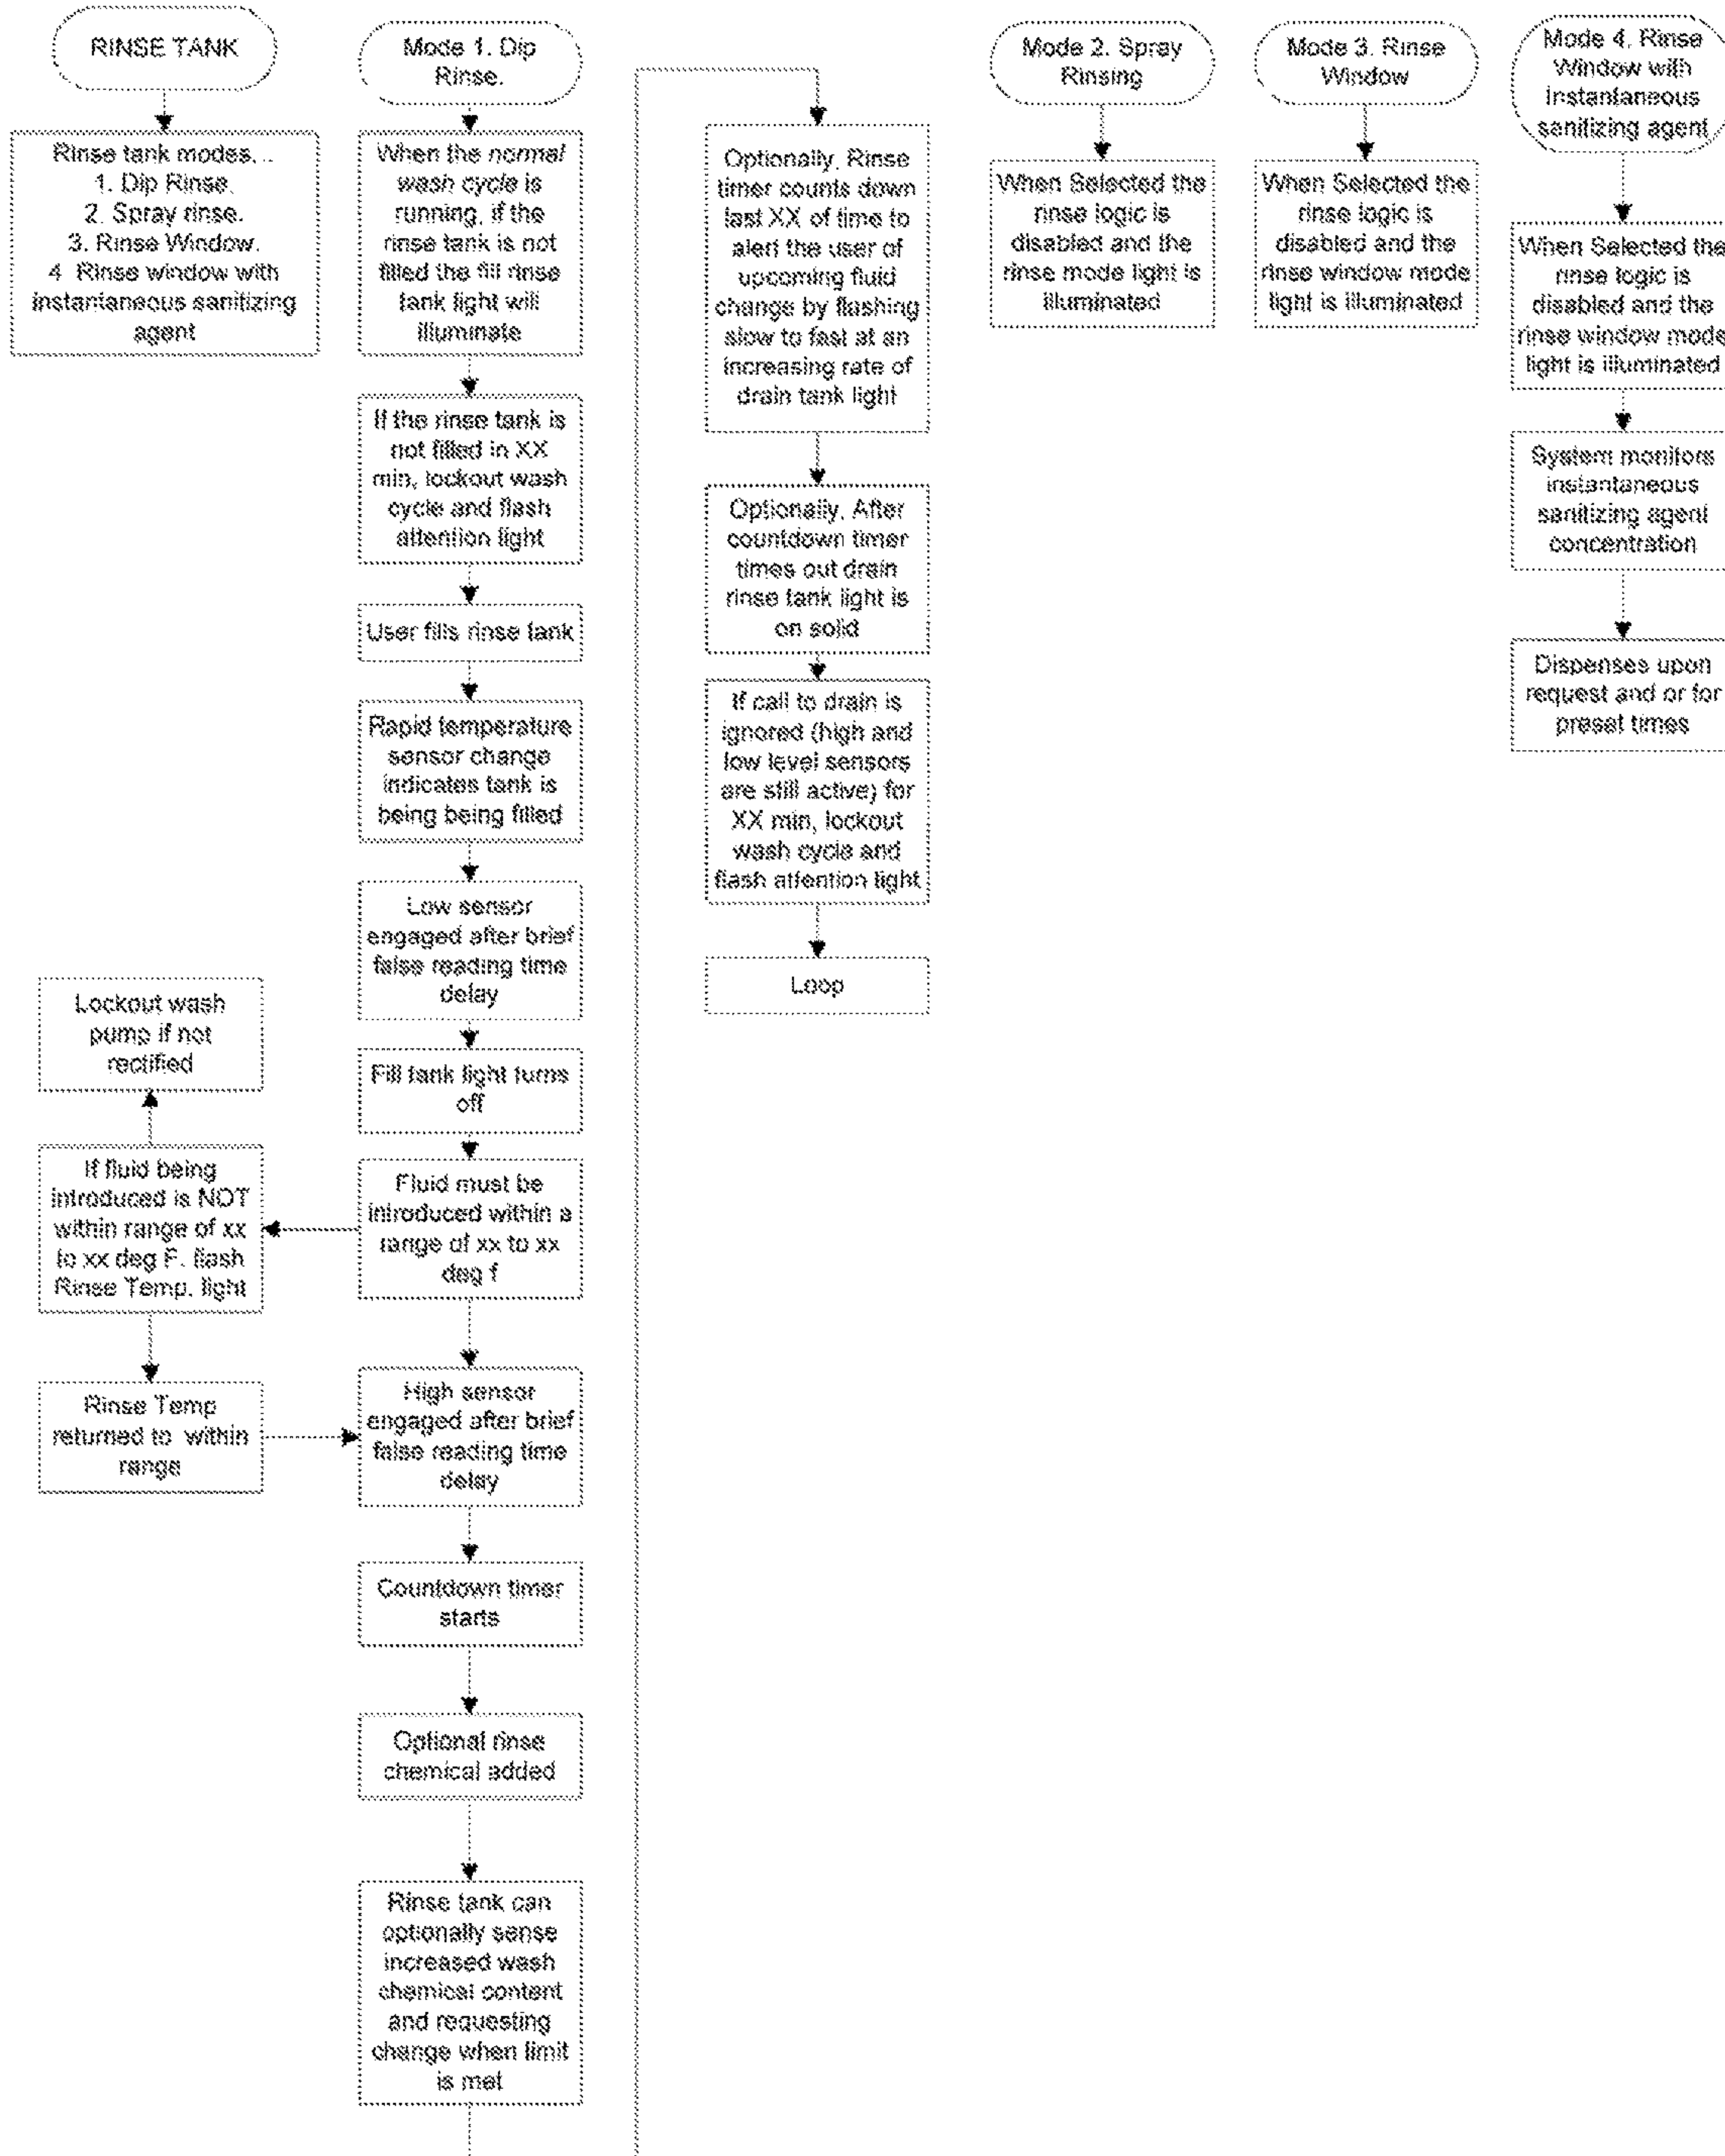 RINSE TANK
Rinse tank modes...
1. Dip Rinse.
2. Spray rinse.
3. Rinse Window.
4 Rinse window with
instantaneous sanitizing
agent
Mode 1. Dip
Rinse.
When the normal
wash cycle is
running, if the
rinse tank is not
filled the fill rinse
tank light will
illuminate
If the rinse tank is
not filled in XX
min, lockout wash
cycle and flash
attention light
User fills rinse tank
Rapid temperature
sensor change
indicates tank is
being being filled
Low sensor
engaged after brief
false reading time
delay
Fill tank light turns
off
Fluid must be
introduced within a
range of xx to xx
deg f
Lockout wash
pump if not
rectified
If fluid being
introduced is NOT
within range of xx
to xx deg F. flash
Rinse Temp. light
Rinse Temp
returned to within
range
High sensor
engaged after brief
false reading time
delay
Countdown timer
starts
Optional rinse
chemical added
Rinse tank can
optionally sense
increased wash
chemical content
and requesting
change when limit
is met
Optionally, Rinse
timer counts down
last XX of time to
alert the user of
upcoming fluid
change by flashing
slow to fast at an
increasing rate of
drain tank light
Optionally, After
countdown timer
times out drain
rinse tank light is
on solid
If call to drain is
ignored (high and
low level sensors
are still active) for
XX min, lockout
wash cycle and
flash attention light
Loop
Mode 2. Spray
Rinsing
When Selected the
rinse logic is
disabled and the
rinse mode light is
illuminated
Mode 3. Rinse
Window
When Selected the
rinse logic is
disabled and the
rinse window mode
light is illuminated
Mode 4. Rinse
Window with
instantaneous
sanitizing agent
When Selected the
rinse logic is
disabled and the
rinse window mode
light is illuminated
System monitors
instantaneous
sanitizing agent
concentration
Dispenses upon
request and or for
preset times